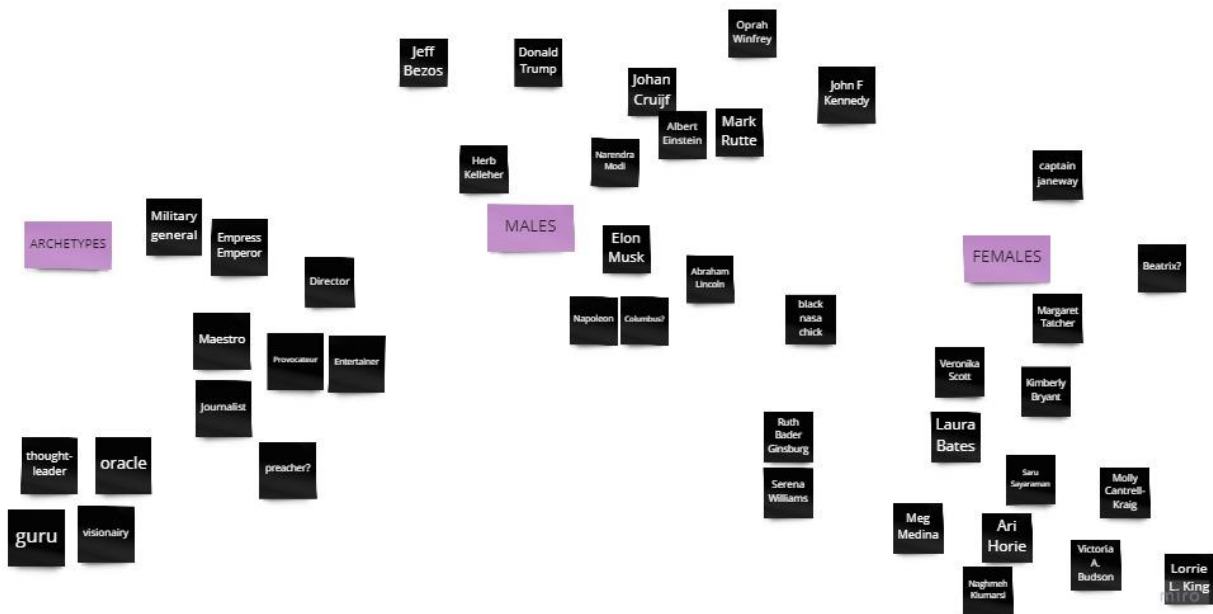 Oprah
Winfrey
Jeff
Bezos
Donald
Trump
Johan
Cruijf
John F
Kennedy
Albert
Einstein
Mark
Rutte
Narendra
Modi
Herb
Kelleher
captain
janeway
ARCHETYPES
Military
general
Empress
Emperor
Director
MALES
Elon
Musk
Abraham
Lincoln
FEMALES
Beatrix?
Napoleon
Columbus?
black
nasa
chick
Margaret
Tatcher
Maestro
Provocateur
Entertainer
Veronika
Scott
Kimberly
Bryant
Journalist
Ruth
Bader
Ginsburg
Laura
Bates
thought-
leader
oracle
preacher?
Serena
Williams
Saru
Sayaraman
Molly
Cantrell-
Kraig
guru
visionairy
Meg
Medina
Ari
Horie
Victoria
A.
Budson
Naghmeh
Kiumarsi
Lorrie
L. King
miro